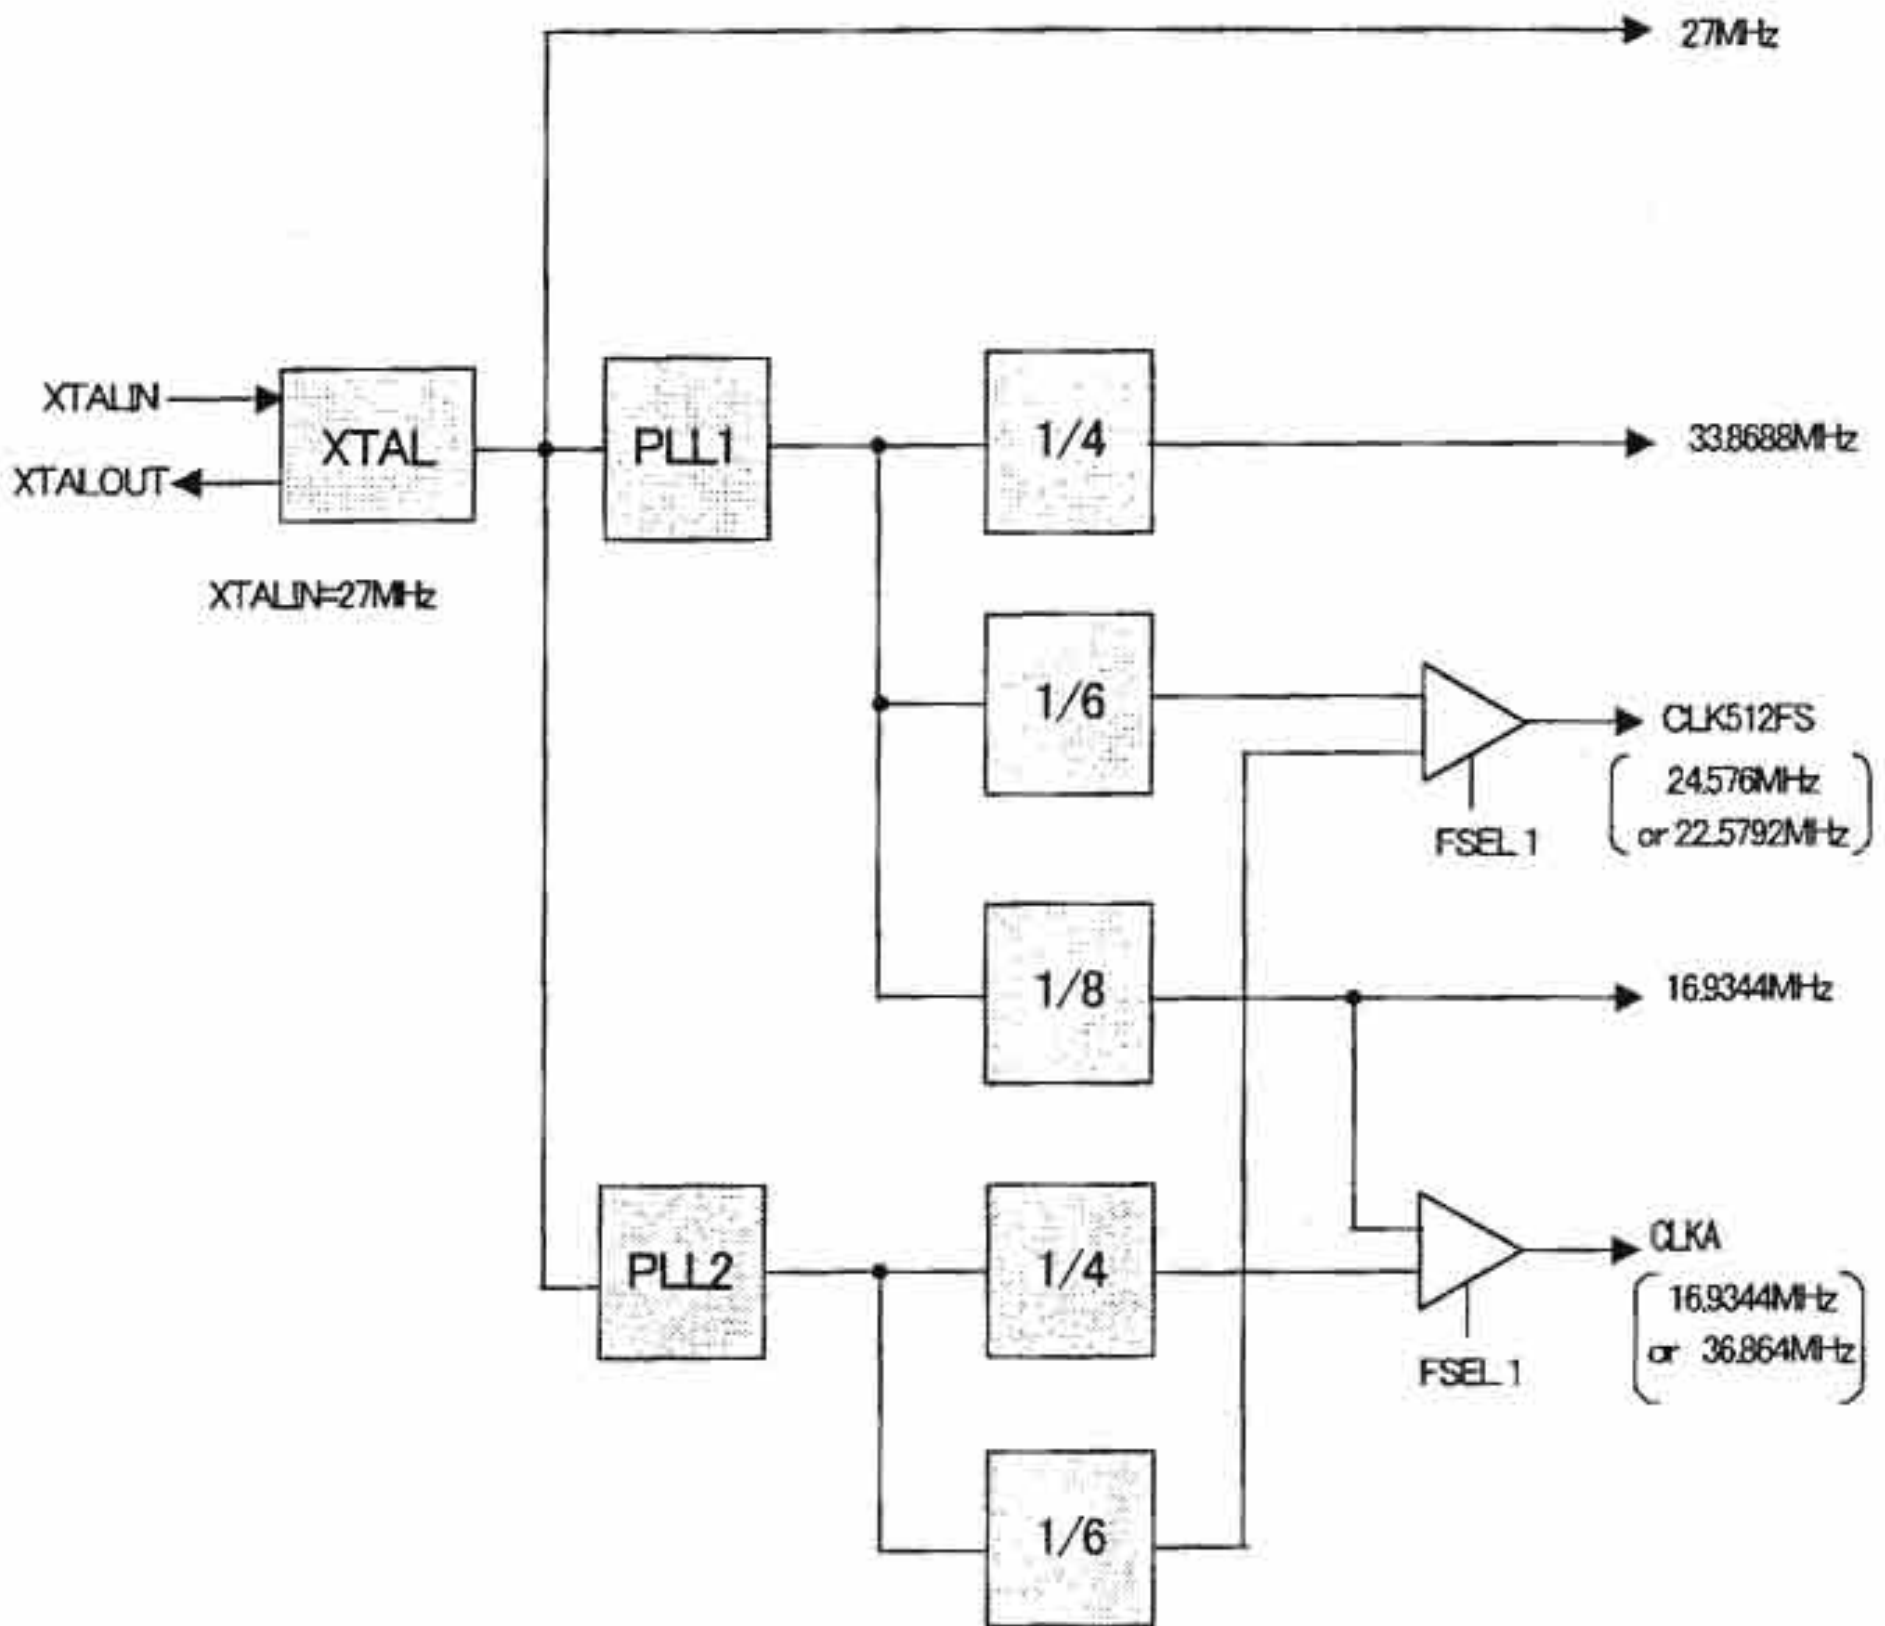 27MHz
XTALIN
XTAL
PLL1
1/4
33.8688MHz
XTALOUT
XTALIN=27MHz
1/6
CLK512FS
24.576MHz
or 22.5792MHz
FSEL1
1/8
16.9344MHz
PLL2
1/4
CLKA
16.9344MHz
or 36.864MHz
FSEL1
1/6